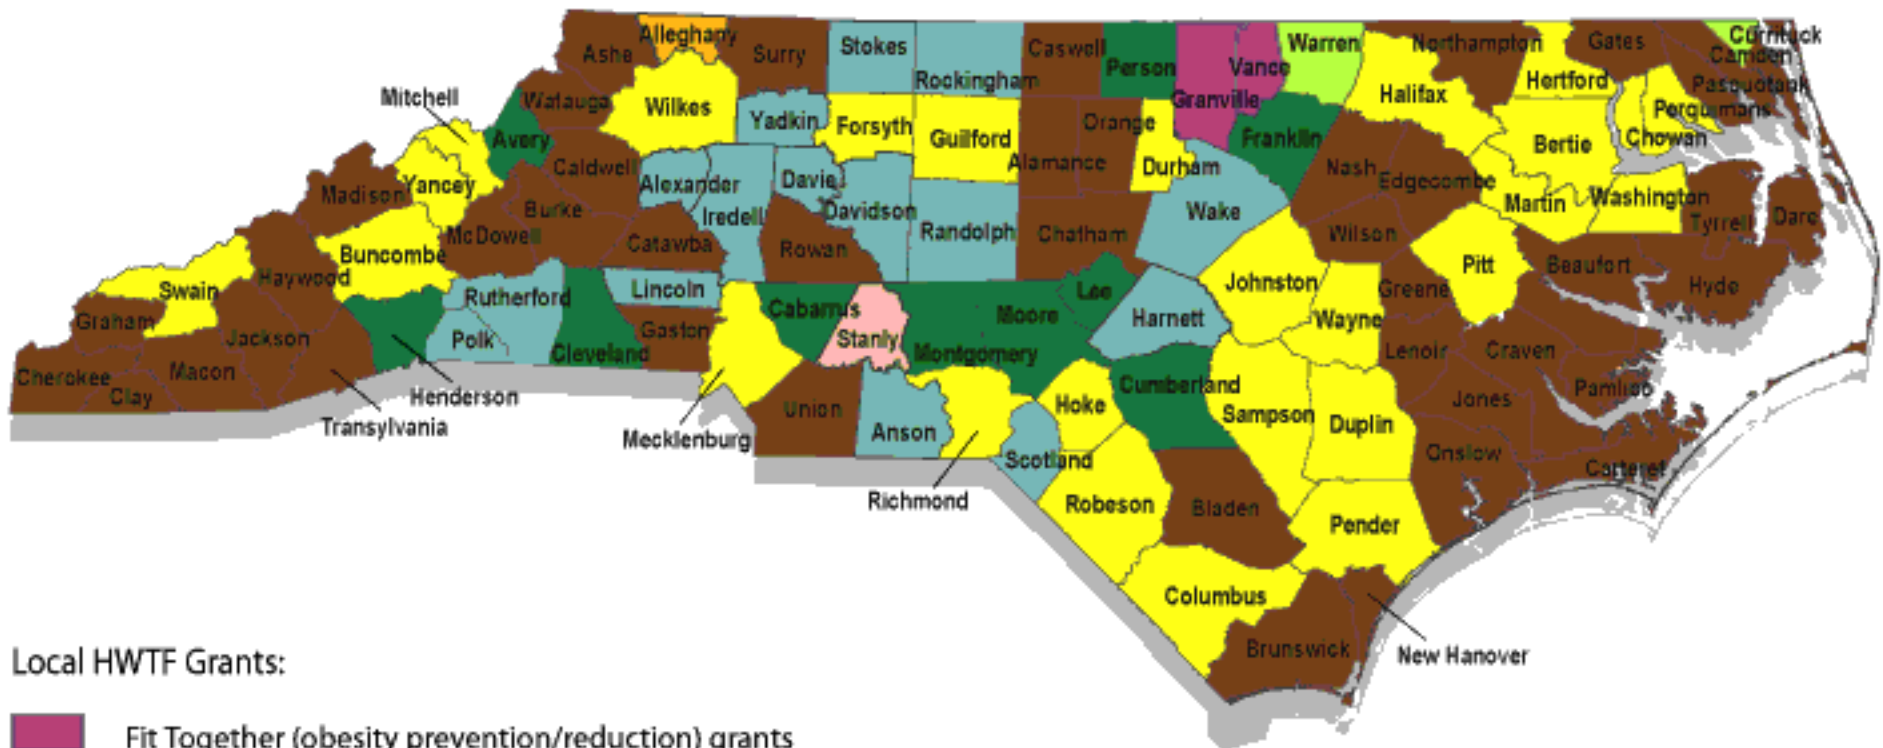 Alleghany
Ashe
Surry
Stokes
Rockingham
Caswell
Person
Granville
Vance
Warren
Northampton
Gates
Currituck
Camden
Pasquotank
Perquimans
Chowan
Hertford
Halifax
Bertie
Mitchell
Watauga
Wilkes
Yadkin
Forsyth
Guilford
Alamance
Orange
Durham
Franklin
Nash
Edgecombe
Martin
Washington
Tyrrell
Dare
Avery
Caldwell
Alexander
Davie
Iredell
Davidson
Randolph
Chatham
Wake
Wilson
Madison
Yancey
Burke
McDowell
Catawba
Rowan
Buncombe
Haywood
Swain
Graham
Rutherford
Lincoln
Polk
Cleveland
Gaston
Cabarrus
Stanly
Montgomery
Moore
Lee
Harnett
Johnston
Wayne
Greene
Pitt
Beaufort
Hyde
Jackson
Macon
Cherokee
Clay
Henderson
Transylvania
Mecklenburg
Union
Anson
Richmond
Scotland
Hoke
Cumberland
Sampson
Duplin
Lenoir
Craven
Pamlico
Jones
Onslow
Carteret
Robeson
Bladen
Pender
Columbus
Brunswick
New Hanover
Local HWTF Grants:
Fit Together (obesity prevention/reduction) grants